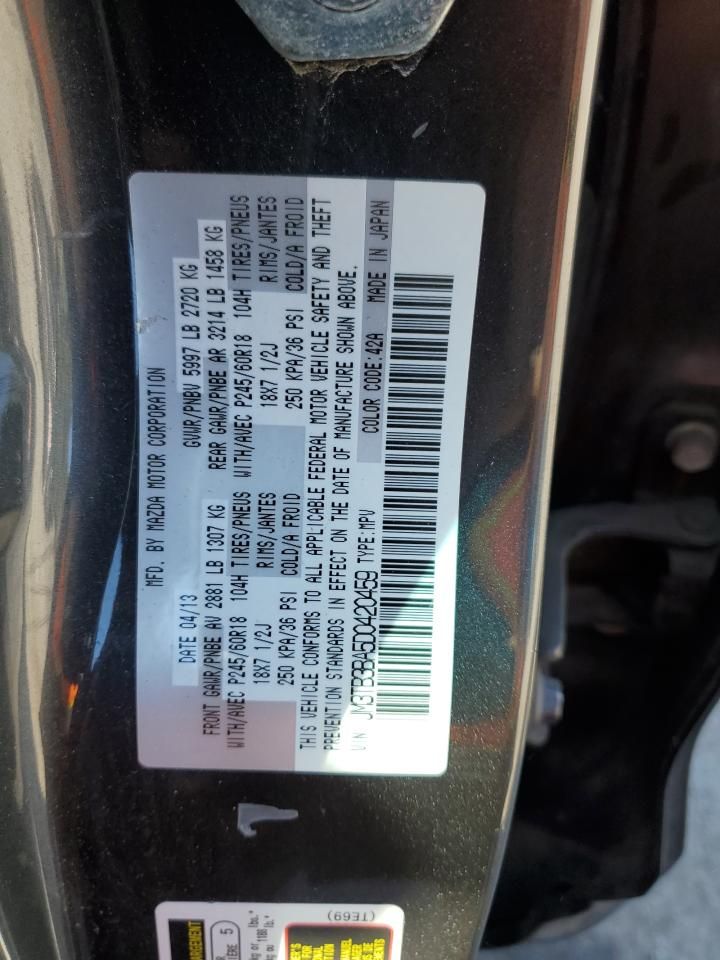 MFD. BY MAZDA MOTOR CORPORATION
DATE 04/13 GVWR/PNBV 5997 LB 2720 KG
FRONT GAWR/PNBE AV 2881 LB 1307 KG REAR GAWR/PNBE AR 3214 LB 1458 KG
WITH/AVEC P245/60R18 104H TIRES/PNEUS WITH/AVEC P245/60R18 104H TIRES/PNEUS
18X7 1/2J RIMS/JANTES 18X7 1/2J RIMS/JANTES
250 KPA/36 PSI COLD/A FROID 250 KPA/36 PSI COLD/A FROID
THIS VEHICLE CONFORMS TO ALL APPLICABLE FEDERAL MOTOR VEHICLE SAFETY AND THEFT
PREVENTION STANDARDS IN EFFECT ON THE DATE OF MANUFACTURE SHOWN ABOVE.
VIN JM3TB3BA5D0420459 TYPE:MPV COLOR CODE:42A MADE IN JAPAN
5
(TE69)